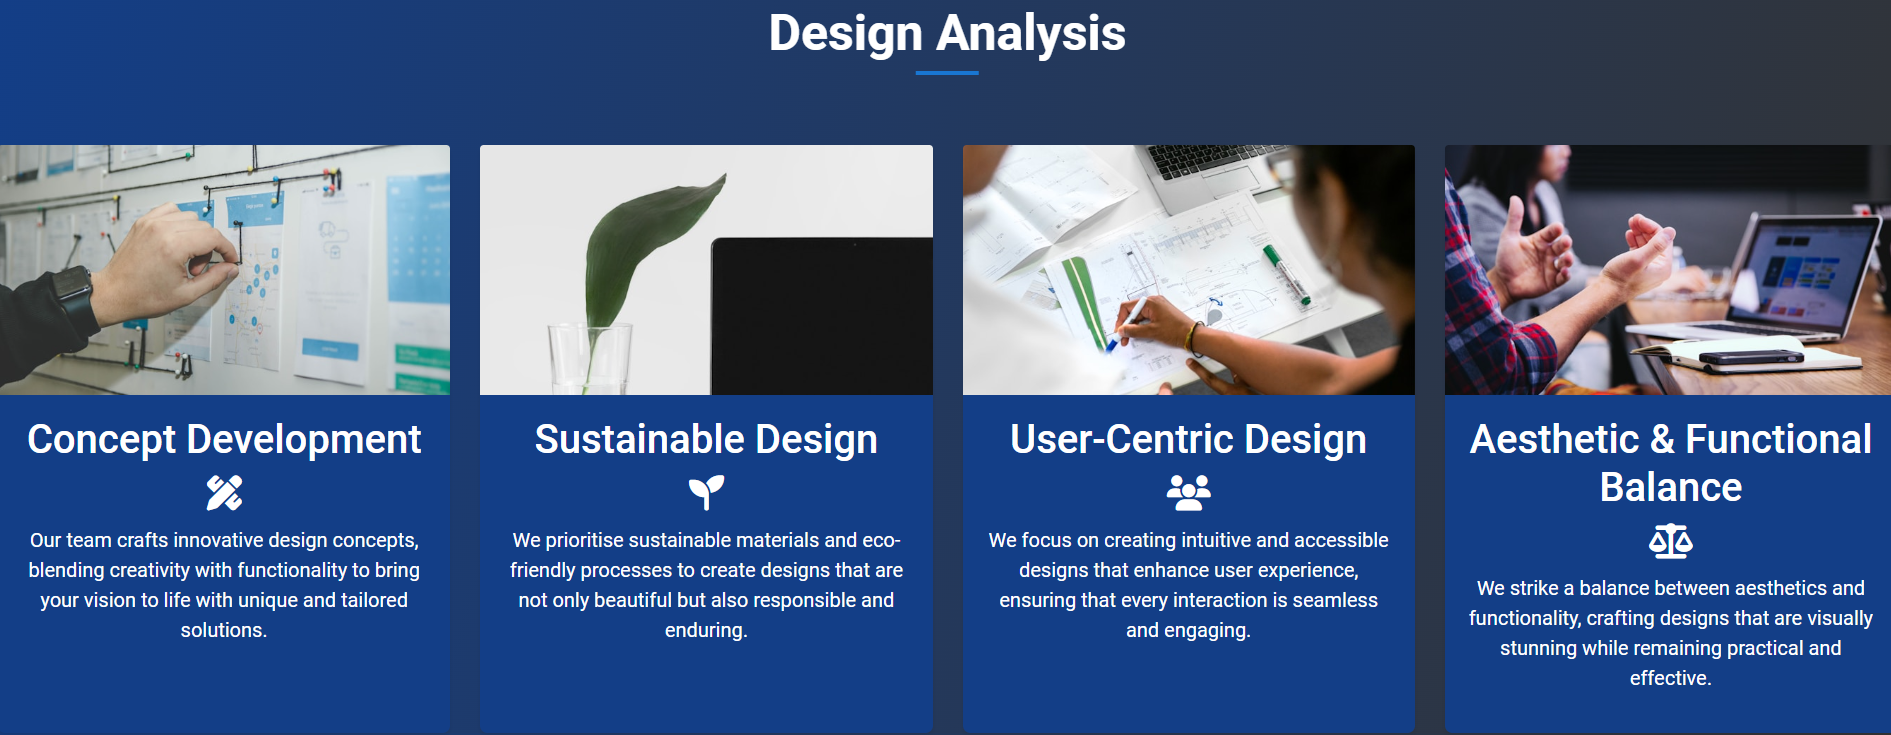 Design Analysis
Concept Development
Our team crafts innovative design concepts,
blending creativity with functionality to bring
your vision to life with unique and tailored
solutions.
Sustainable Design
We prioritise sustainable materials and eco-
friendly processes to create designs that are
not only beautiful but also responsible and
enduring.
User-Centric Design
We focus on creating intuitive and accessible
designs that enhance user experience,
ensuring that every interaction is seamless
and engaging.
Aesthetic & Functional
Balance
We strike a balance between aesthetics and
functionality, crafting designs that are visually
stunning while remaining practical and
effective.